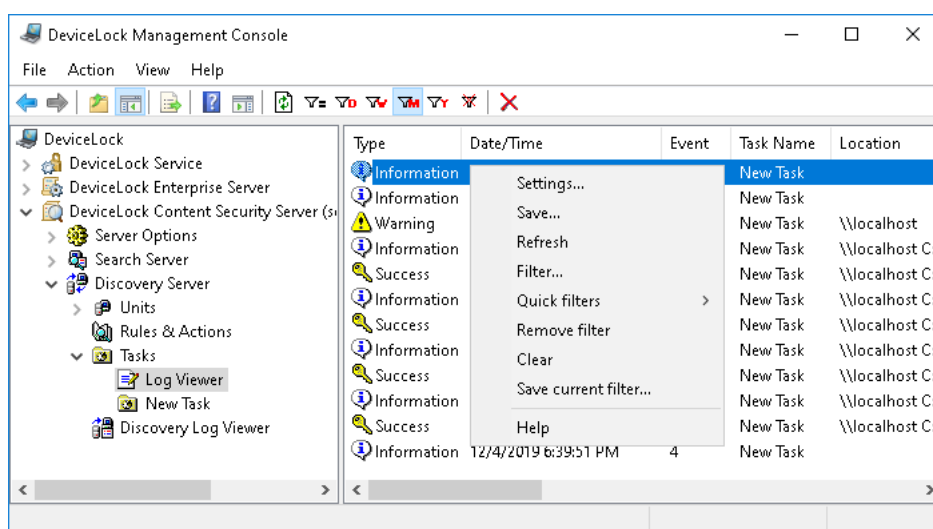 DeviceLock Management Console
File Action View Help
DeviceLock
DeviceLock Service
DeviceLock Enterprise Server
DeviceLock Content Security Server (s
Server Options
Search Server
Discovery Server
Units
Rules & Actions
Tasks
Log Viewer
New Task
Discovery Log Viewer
Type Date/Time Event Task Name Location
Information New Task
Information New Task
Warning New Task \\localhost
Information New Task \\localhost C
Success New Task \\localhost C
Information New Task \\localhost C
Success New Task \\localhost C
Information New Task \\localhost C
Success New Task \\localhost C
Information New Task \\localhost C
Success New Task \\localhost C
Information 12/4/2019 6:39:51 PM 4 New Task
Settings...
Save...
Refresh
Filter...
Quick filters
Remove filter
Clear
Save current filter...
Help